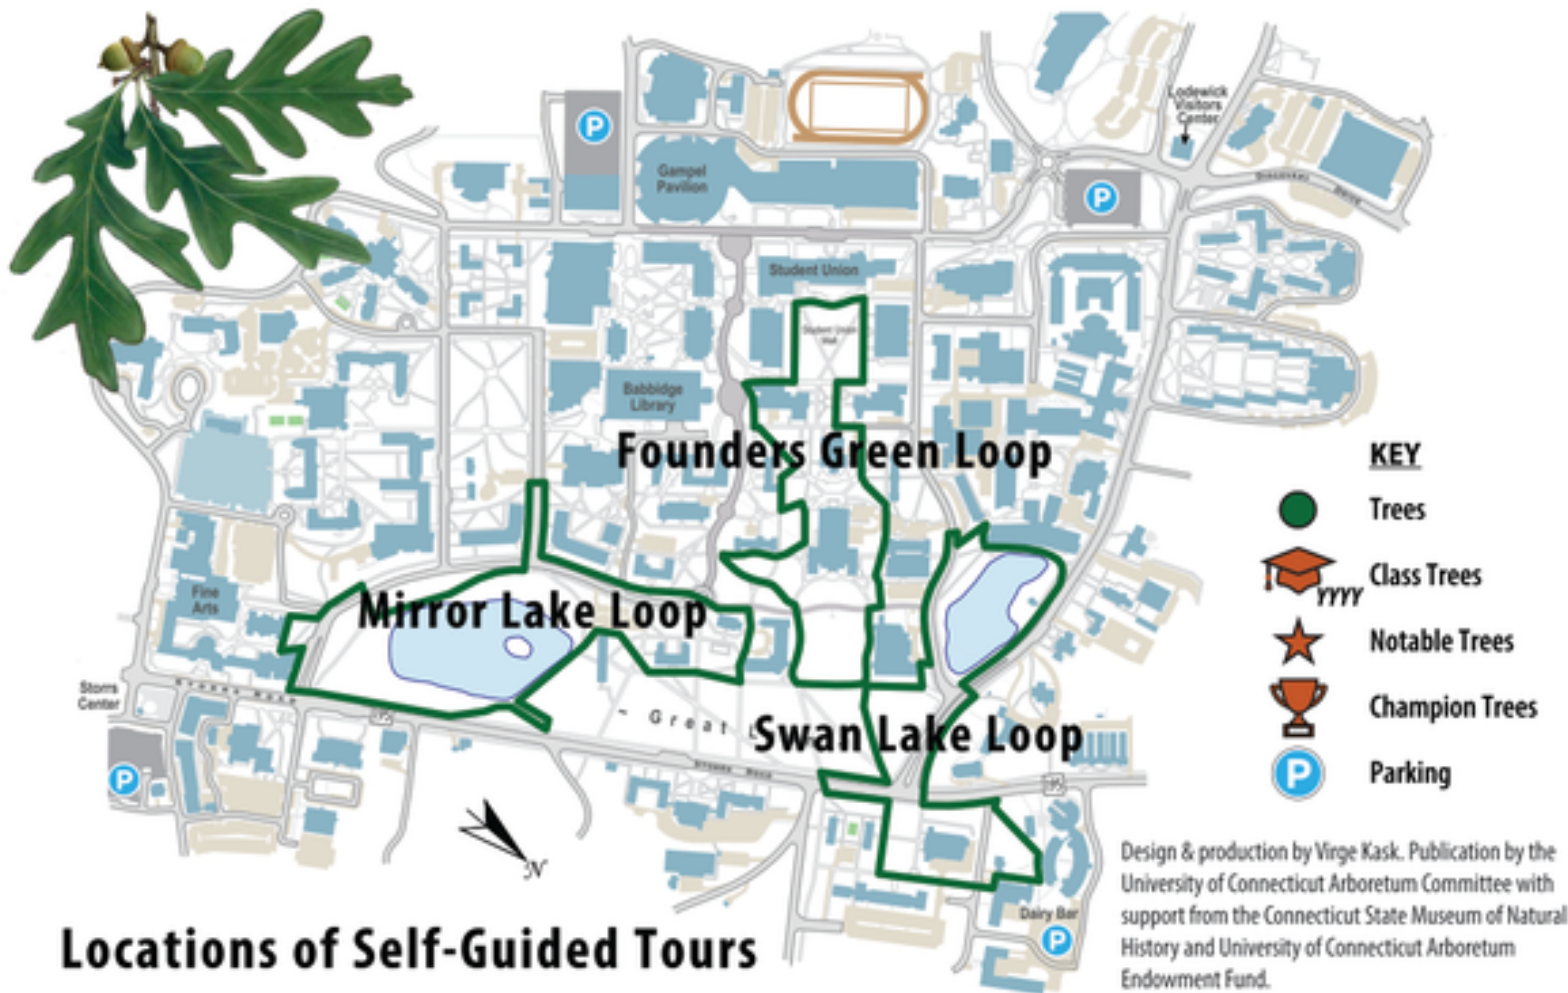 Lodewick
Visitors
Center
P
Gampel
Pavilion
P
Student Union
Student Union
Mall
Babbidge
Library
Founders Green Loop
KEY
Trees
YYYY Class Trees
Notable Trees
Champion Trees
P Parking
Fine
Arts
Mirror Lake Loop
Storrs
Center
Great L
Swan Lake Loop
P
N
Dairy Bar
P
Locations of Self-Guided Tours
Design & production by Virge Kask. Publication by the
University of Connecticut Arboretum Committee with
support from the Connecticut State Museum of Natural
History and University of Connecticut Arboretum
Endowment Fund.